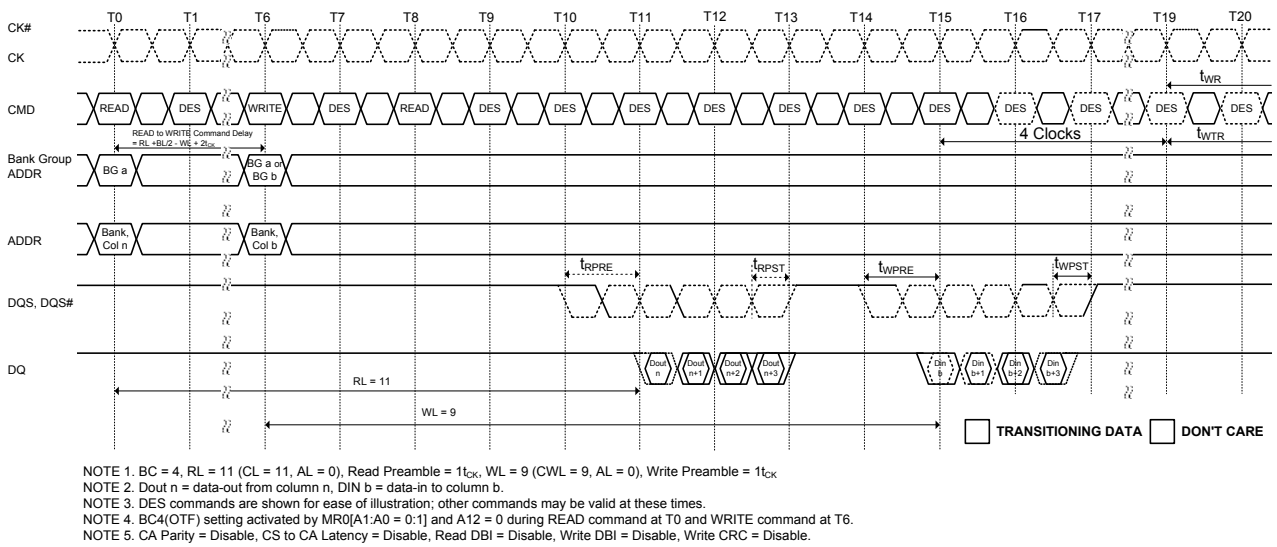 T0 T1 T6 T7 T8 T9 T10 T11 T12 T13 T14 T15 T16 T17 T19 T20
CK#
CK
tWR
CMD READ DES WRITE DES READ DES DES DES DES DES DES DES DES DES DES DES
READ to WRITE Command Delay
= RL +BL/2 - WL + 2tCK
4 Clocks
tWTR
Bank Group
ADDR
BG a
BG a or
BG b
ADDR
Bank,
Col n
Bank,
Col b
tRPRE tRPST tWPRE tWPST
DQS, DQS#
DQ
Dout
n
Dout
n+1
Dout
n+2
Dout
n+3
Din
b
Din
b+1
Din
b+2
Din
b+3
RL = 11
WL = 9
TRANSITIONING DATA DON'T CARE
NOTE 1. BC = 4, RL = 11 (CL = 11, AL = 0), Read Preamble = 1tCK, WL = 9 (CWL = 9, AL = 0), Write Preamble = 1tCK
NOTE 2. Dout n = data-out from column n, DIN b = data-in to column b.
NOTE 3. DES commands are shown for ease of illustration; other commands may be valid at these times.
NOTE 4. BC4(OTF) setting activated by MR0[A1:A0 = 0:1] and A12 = 0 during READ command at T0 and WRITE command at T6.
NOTE 5. CA Parity = Disable, CS to CA Latency = Disable, Read DBI = Disable, Write DBI = Disable, Write CRC = Disable.